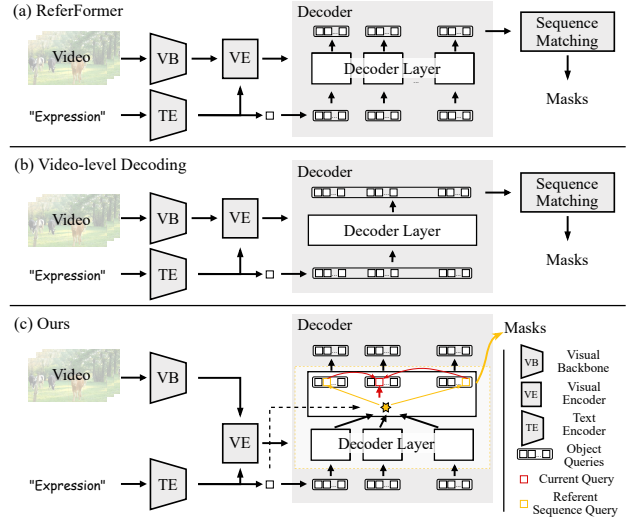 (a) ReferFormer
Decoder
Video
VB
VE
Decoder Layer
...
Sequence
Matching
Masks
"Expression"
TE
(b) Video-level Decoding
Decoder
Video
VB
VE
Decoder Layer
Sequence
Matching
Masks
"Expression"
TE
(c) Ours
Decoder
Masks
Video
VB
VE
Decoder Layer
...
"Expression"
TE
VB
Visual
Backbone
VE
Visual
Encoder
TE
Text
Encoder
Object
Queries
Current Query
Referent
Sequence Query